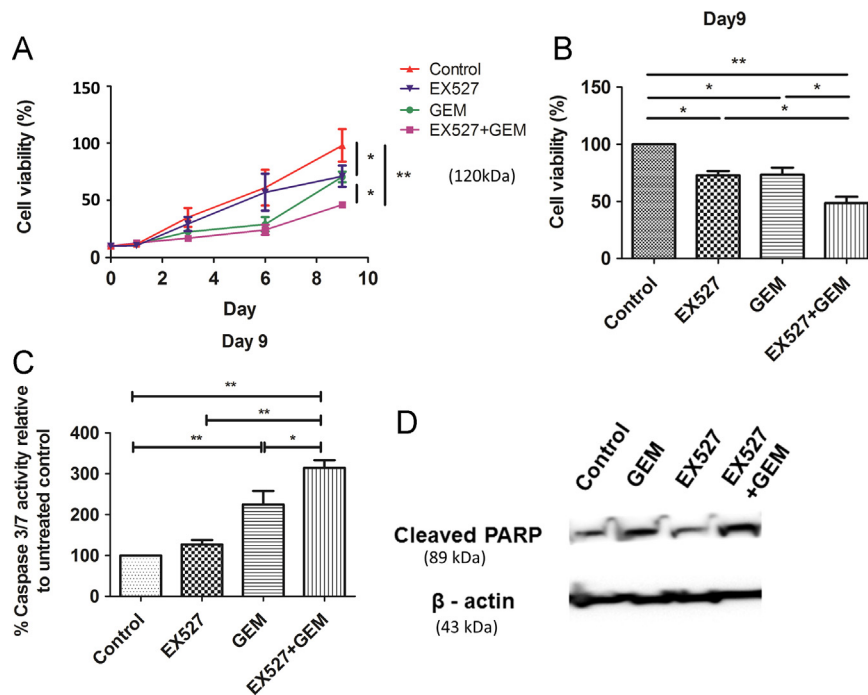 A
Control
EX527
GEM
EX527+GEM
Cell viability (%)
150
100
50
0
0 2 4 6 8 10
Day
*
*
**
(120kDa)
B
Day9
**
*
*
*
*
Cell viability (%)
150
100
50
0
Control
EX527
GEM
EX527+GEM
C
Day 9
**
**
**
*
% Caspase 3/7 activity relative
to untreated control
400
300
200
100
0
Control
EX527
GEM
EX527+GEM
D
Control
GEM
EX527
EX527
+GEM
Cleaved PARP
(89 kDa)
β - actin
(43 kDa)